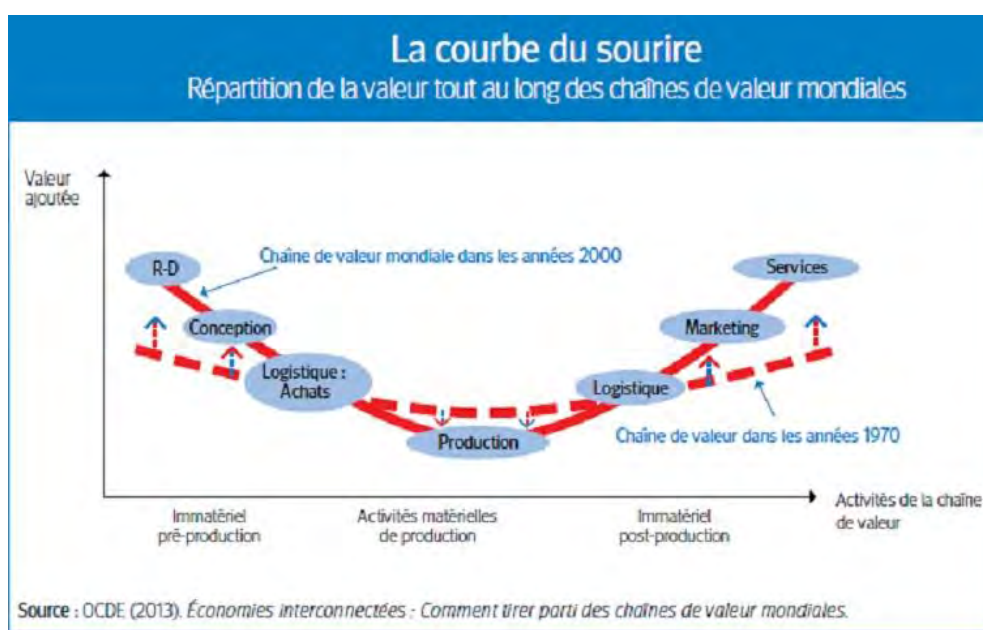 La courbe du sourire
Répartition de la valeur tout au long des chaînes de valeur mondiales
Valeur
ajoutée
R-D
Chaîne de valeur mondiale dans les années 2000
Services
Conception
Marketing
Logistique :
Achats
Logistique
Production
Chaîne de valeur dans les années 1970
Immatériel
pré-production
Activités matérielles
de production
Immatériel
post-production
Activités de la chaîne
de valeur
Source : OCDE (2013). Économies interconnectées : Comment tirer parti des chaînes de valeur mondiales.